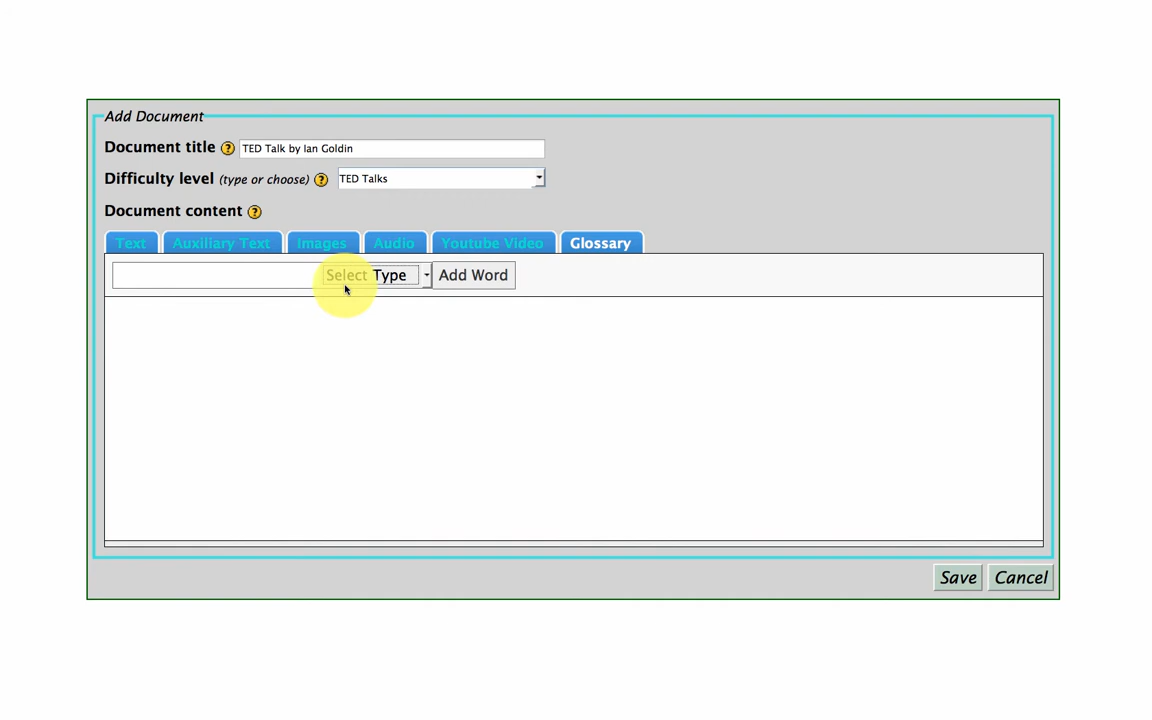 Add Document
Document title ? TED Talk by Ian Goldin
Difficulty level (type or choose) ? TED Talks
Document content ?
Text Auxiliary Text Images Audio Youtube Video Glossary
Select Type Add Word
Save Cancel